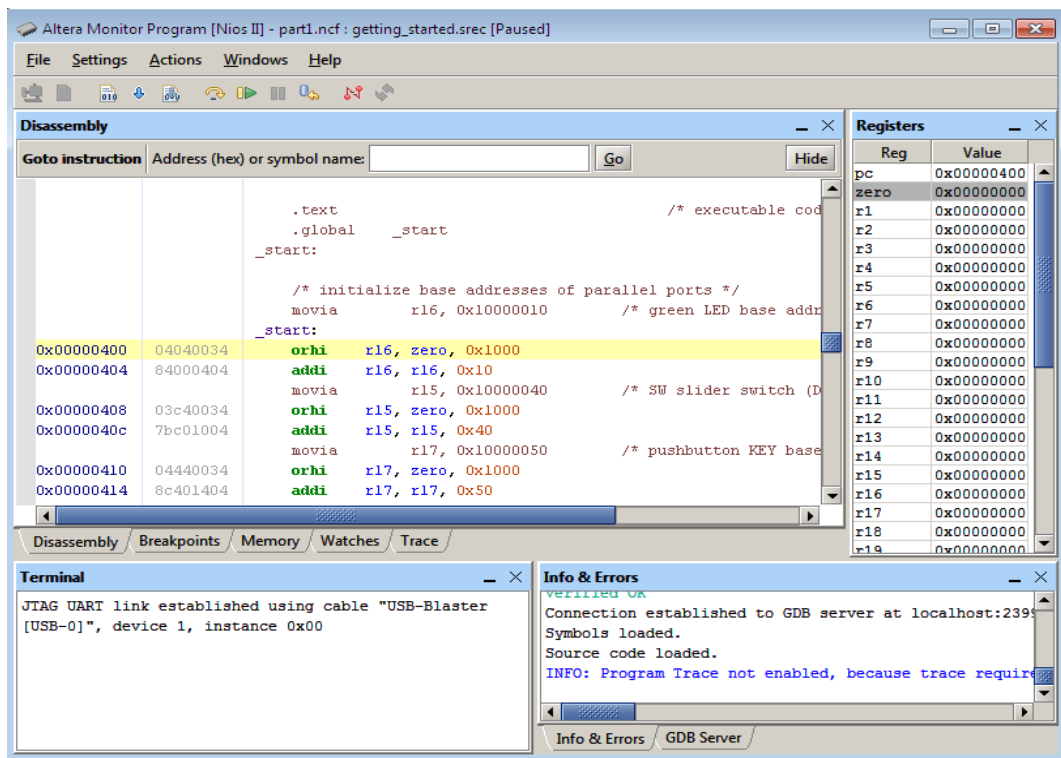 Altera Monitor Program [Nios II] - part1.ncf : getting_started.srec [Paused]
File Settings Actions Windows Help
Disassembly
Goto instruction Address (hex) or symbol name: Go Hide
.text /* executable cod
.global _start
_start:
/* initialize base addresses of parallel ports */
movia r16, 0x10000010 /* green LED base addr
_start:
0x00000400 04040034 orhi r16, zero, 0x1000
0x00000404 84000404 addi r16, r16, 0x10
movia r15, 0x10000040 /* SW slider switch (D
0x00000408 03c40034 orhi r15, zero, 0x1000
0x0000040c 7bc01004 addi r15, r15, 0x40
movia r17, 0x10000050 /* pushbutton KEY base
0x00000410 04440034 orhi r17, zero, 0x1000
0x00000414 8c401404 addi r17, r17, 0x50
Disassembly Breakpoints Memory Watches Trace
Registers
Reg Value
pc 0x00000400
zero 0x00000000
r1 0x00000000
r2 0x00000000
r3 0x00000000
r4 0x00000000
r5 0x00000000
r6 0x00000000
r7 0x00000000
r8 0x00000000
r9 0x00000000
r10 0x00000000
r11 0x00000000
r12 0x00000000
r13 0x00000000
r14 0x00000000
r15 0x00000000
r16 0x00000000
r17 0x00000000
r18 0x00000000
r19 0x00000000
Terminal
JTAG UART link established using cable "USB-Blaster
[USB-0]", device 1, instance 0x00
Info & Errors
Verified OK
Connection established to GDB server at localhost:2399
Symbols loaded.
Source code loaded.
INFO: Program Trace not enabled, because trace require
Info & Errors GDB Server